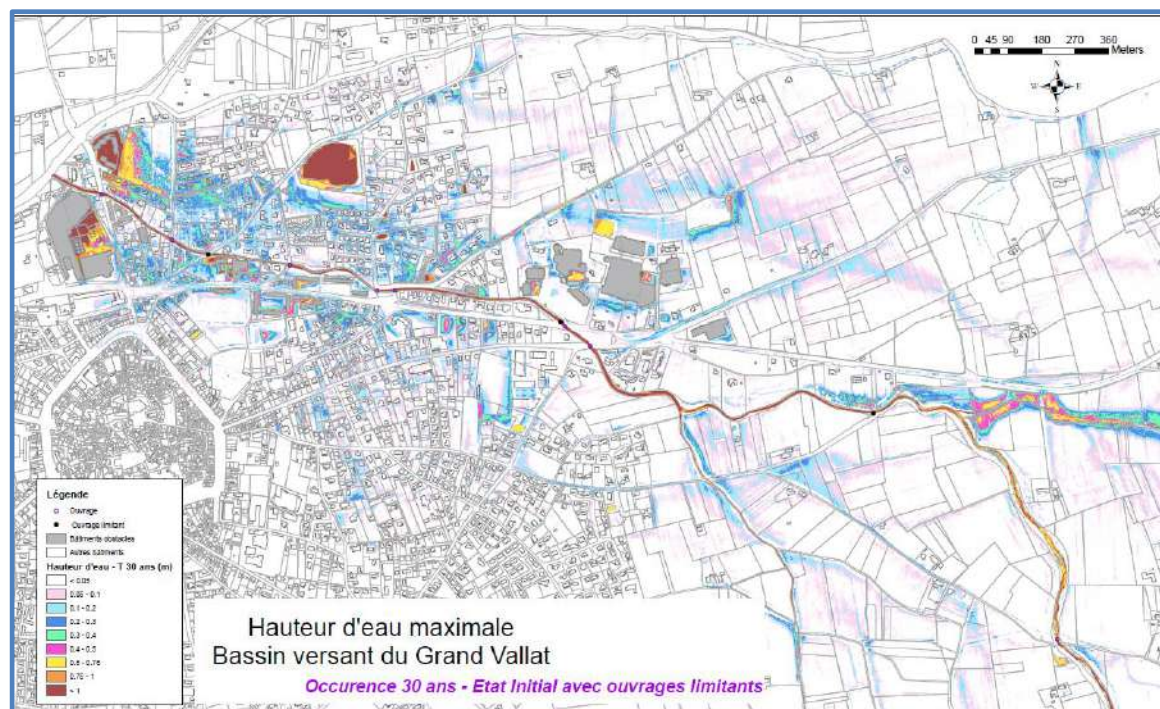 0 45 90 180 270 360
Meters
N
W E
S
Légende
Ouvrage
Ouvrage limitant
Bâtiments obstacles
Autres bâtiments
Hauteur d'eau - T 30 ans (m)
< 0.05
0.05 - 0.1
0.1 - 0.2
0.2 - 0.3
0.3 - 0.4
0.4 - 0.5
0.5 - 0.75
0.75 - 1
> 1
Hauteur d'eau maximale
Bassin versant du Grand Vallat
Occurence 30 ans - Etat Initial avec ouvrages limitants